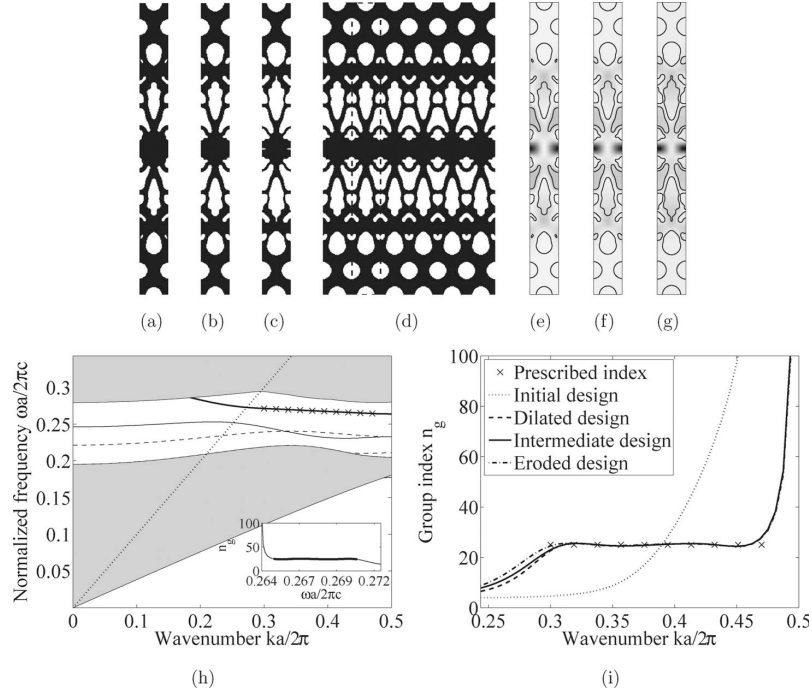 (a)
(b)
(c)
(d)
(e)
(f)
(g)
Normalized frequency ωa/2πc
0.3
0.25
0.2
0.15
0.1
0.05
0
0.1
0.2
0.3
0.4
0.5
Wavenumber ka/2π
n_g
100
50
0
0.264
0.267
0.270
0.272
ωa/2πc
(h)
Group index n_g
100
80
60
40
20
0
0.25
0.3
0.35
0.4
0.45
0.5
Wavenumber ka/2π
× Prescribed index
Initial design
Dilated design
Intermediate design
Eroded design
(i)